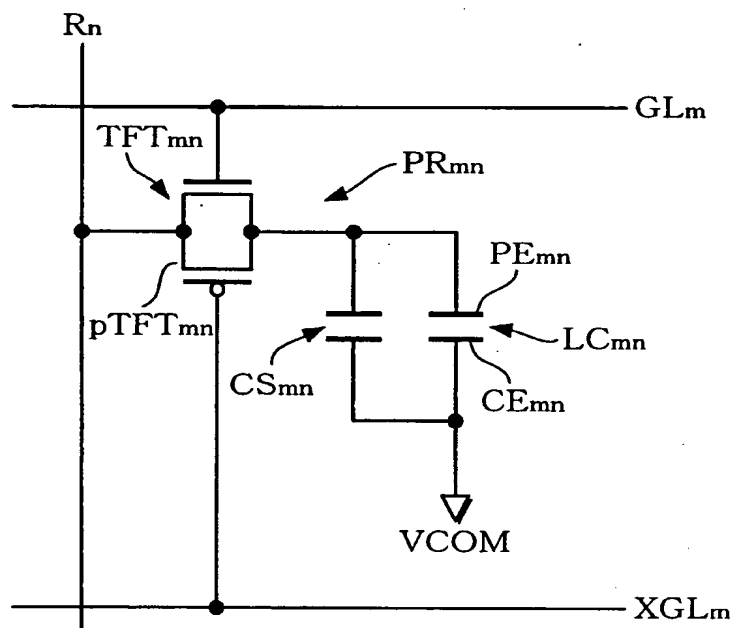 Rn
GLm
TFTmn
PRmn
PEmn
pTFTmn
LCmn
CSmn
CEmn
VCOM
XGLm